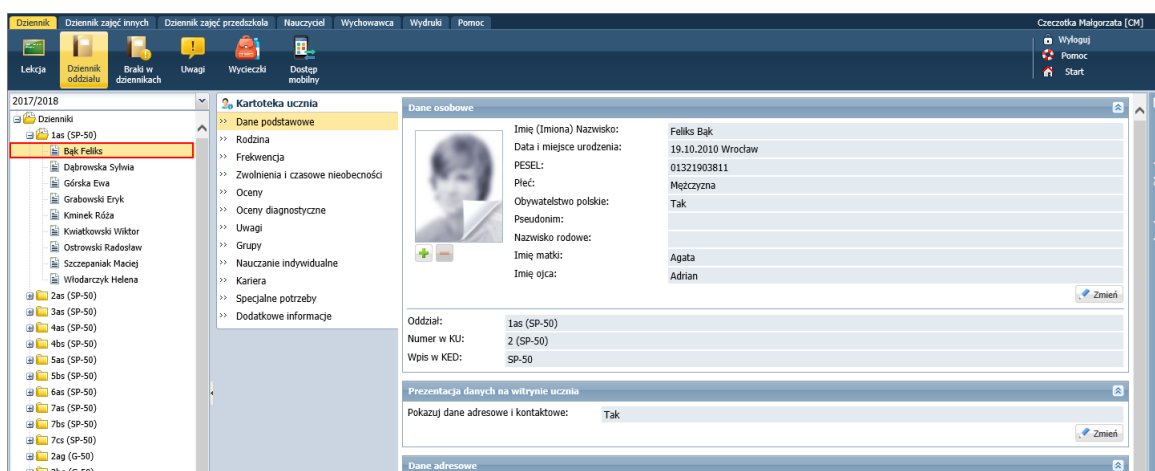 Dziennik Dziennik zajęć innych Dziennik zajęć przedszkola Nauczyciel Wychowawca Wydruki Pomoc Czeczotka Małgorzata [CM]
Lekcja Dziennik oddziału Braki w dziennikach Uwagi Wycieczki Dostęp mobilny
Wyloguj
Pomoc
Start
2017/2018
Dzienniki
1as (SP-50)
Bąk Feliks
Dąbrowska Sylwia
Górska Ewa
Grabowski Eryk
Kminek Róża
Kwiatkowski Wiktor
Ostrowski Radosław
Szczepaniak Maciej
Włodarczyk Helena
2as (SP-50)
3as (SP-50)
4as (SP-50)
4bs (SP-50)
5as (SP-50)
5bs (SP-50)
6as (SP-50)
7as (SP-50)
7bs (SP-50)
7cs (SP-50)
2ag (G-50)
Kartoteka ucznia
Dane podstawowe
Rodzina
Frekwencja
Zwolnienia i czasowe nieobecności
Oceny
Oceny diagnostyczne
Uwagi
Grupy
Nauczanie indywidualne
Kariera
Specjalne potrzeby
Dodatkowe informacje
Dane osobowe
Imię (Imiona) Nazwisko: Feliks Bąk
Data i miejsce urodzenia: 19.10.2010 Wrocław
PESEL: 01321903811
Płeć: Mężczyzna
Obywatelstwo polskie: Tak
Pseudonim:
Nazwisko rodowe:
Imię matki: Agata
Imię ojca: Adrian
Zmień
Oddział: 1as (SP-50)
Numer w KU: 2 (SP-50)
Wpis w KED: SP-50
Prezentacja danych na witrynie ucznia
Pokazuj dane adresowe i kontaktowe: Tak
Zmień
Dane adresowe